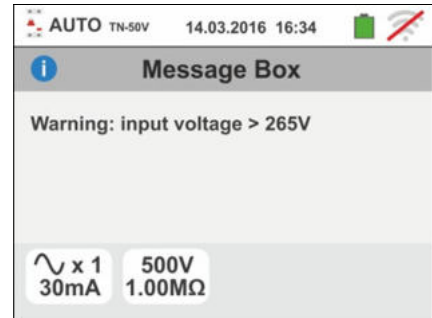 AUTO TN-50V 14.03.2016 16:34
i Message Box
Warning: input voltage > 265V
x 1 500V
30mA 1.00MΩ